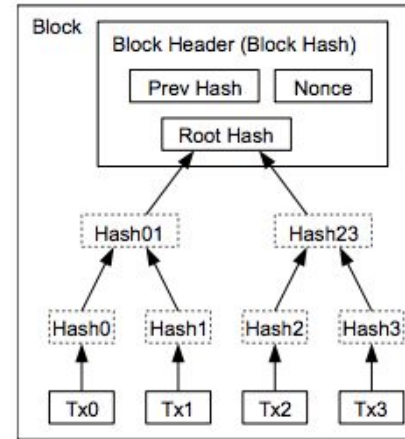 Block
Block Header (Block Hash)
Prev Hash Nonce
Root Hash
Hash01 Hash23
Hash0 Hash1 Hash2 Hash3
Tx0 Tx1 Tx2 Tx3